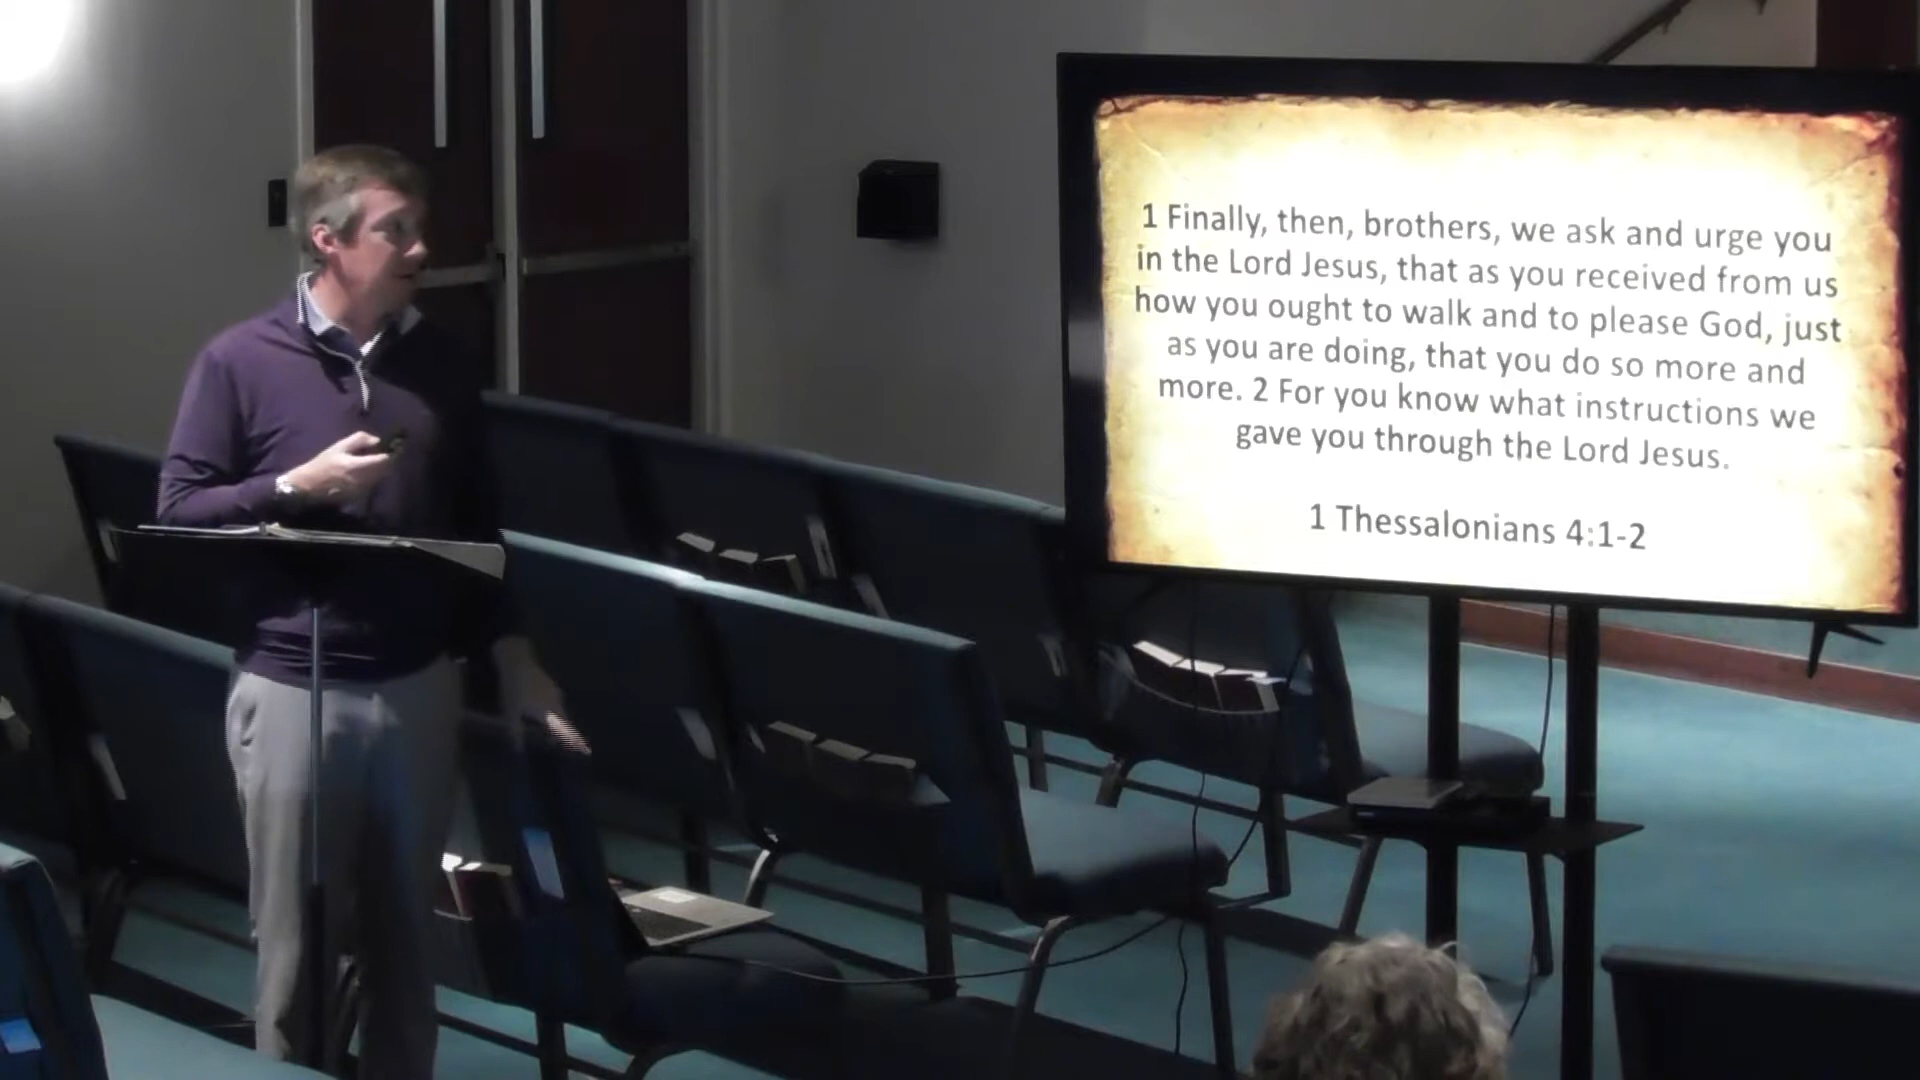 1 Finally, then, brothers, we ask and urge you
in the Lord Jesus, that as you received from us
how you ought to walk and to please God, just
as you are doing, that you do so more and
more. 2 For you know what instructions we
gave you through the Lord Jesus.
1 Thessalonians 4:1-2